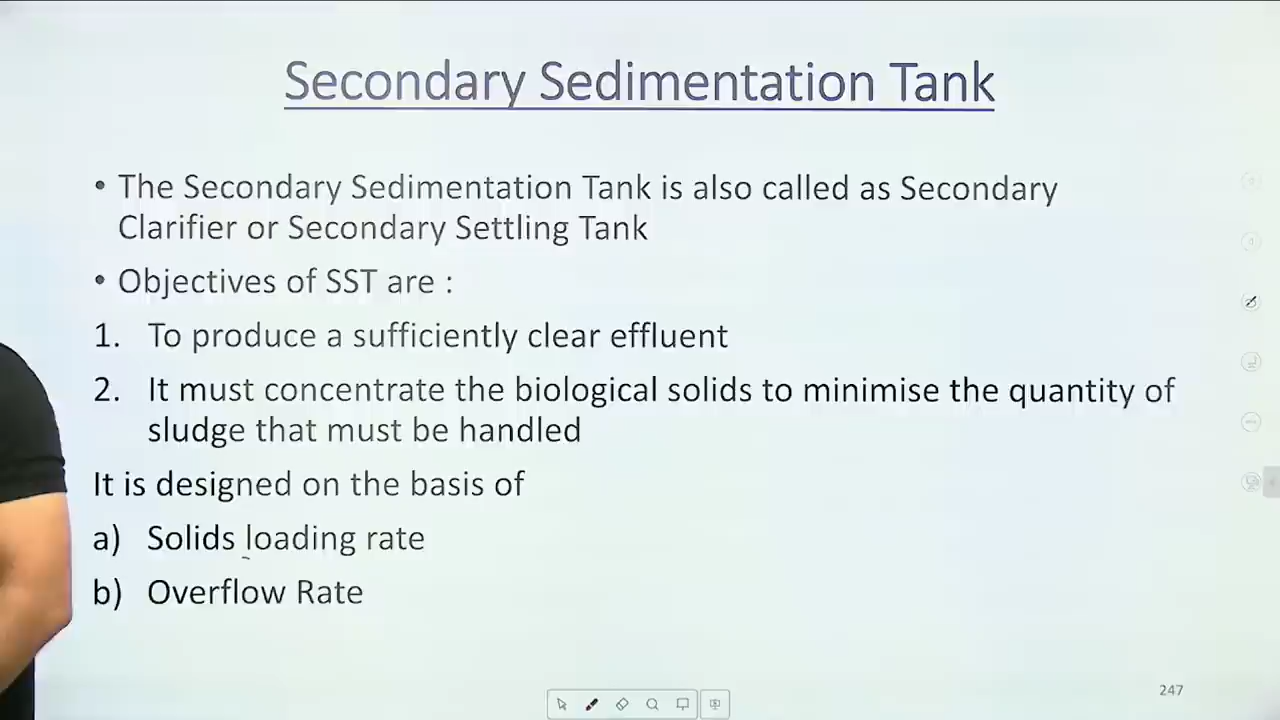 Secondary Sedimentation Tank
• The Secondary Sedimentation Tank is also called as Secondary
Clarifier or Secondary Settling Tank
• Objectives of SST are :
1. To produce a sufficiently clear effluent
2. It must concentrate the biological solids to minimise the quantity of
sludge that must be handled
It is designed on the basis of
a) Solids loading rate
b) Overflow Rate
247